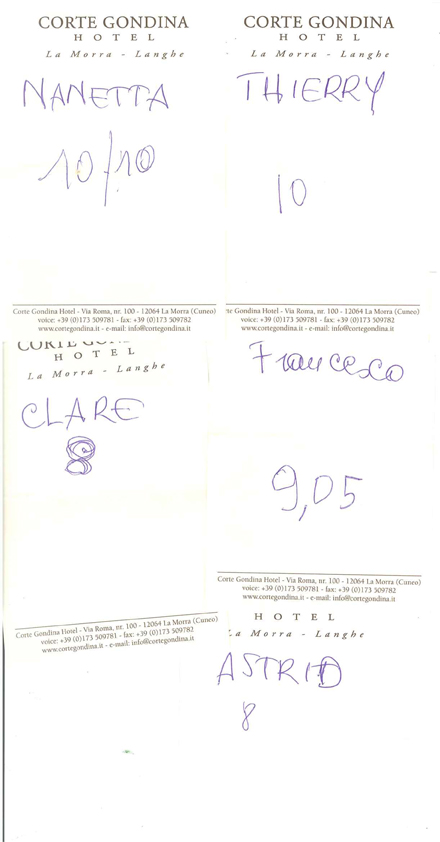 CORTE GONDINA
HOTEL
La Morra - Langhe
NANETTA
10/10
Corte Gondina Hotel - Via Roma, nr. 100 - 12064 La Morra (Cuneo)
voice: +39 (0)173 509781 - fax: +39 (0)173 509782
www.cortegondina.it - e-mail: info@cortegondina.it
CORTE GONDINA
HOTEL
La Morra - Langhe
THIERRY
10
Gondina Hotel - Via Roma, nr. 100 - 12064 La Morra (Cuneo)
voice: +39 (0)173 509781 - fax: +39 (0)173 509782
www.cortegondina.it - e-mail: info@cortegondina.it
HOTEL
La Morra - Langhe
CLARE
8
Corte Gondina Hotel - Via Roma, nr. 100 - 12064 La Morra (Cuneo)
voice: +39 (0)173 509781 - fax: +39 (0)173 509782
www.cortegondina.it - e-mail: info@cortegondina.it
Francesco
9,05
Corte Gondina Hotel - Via Roma, nr. 100 - 12064 La Morra (Cuneo)
voice: +39 (0)173 509781 - fax: +39 (0)173 509782
www.cortegondina.it - e-mail: info@cortegondina.it
HOTEL
La Morra - Langhe
ASTRID
8